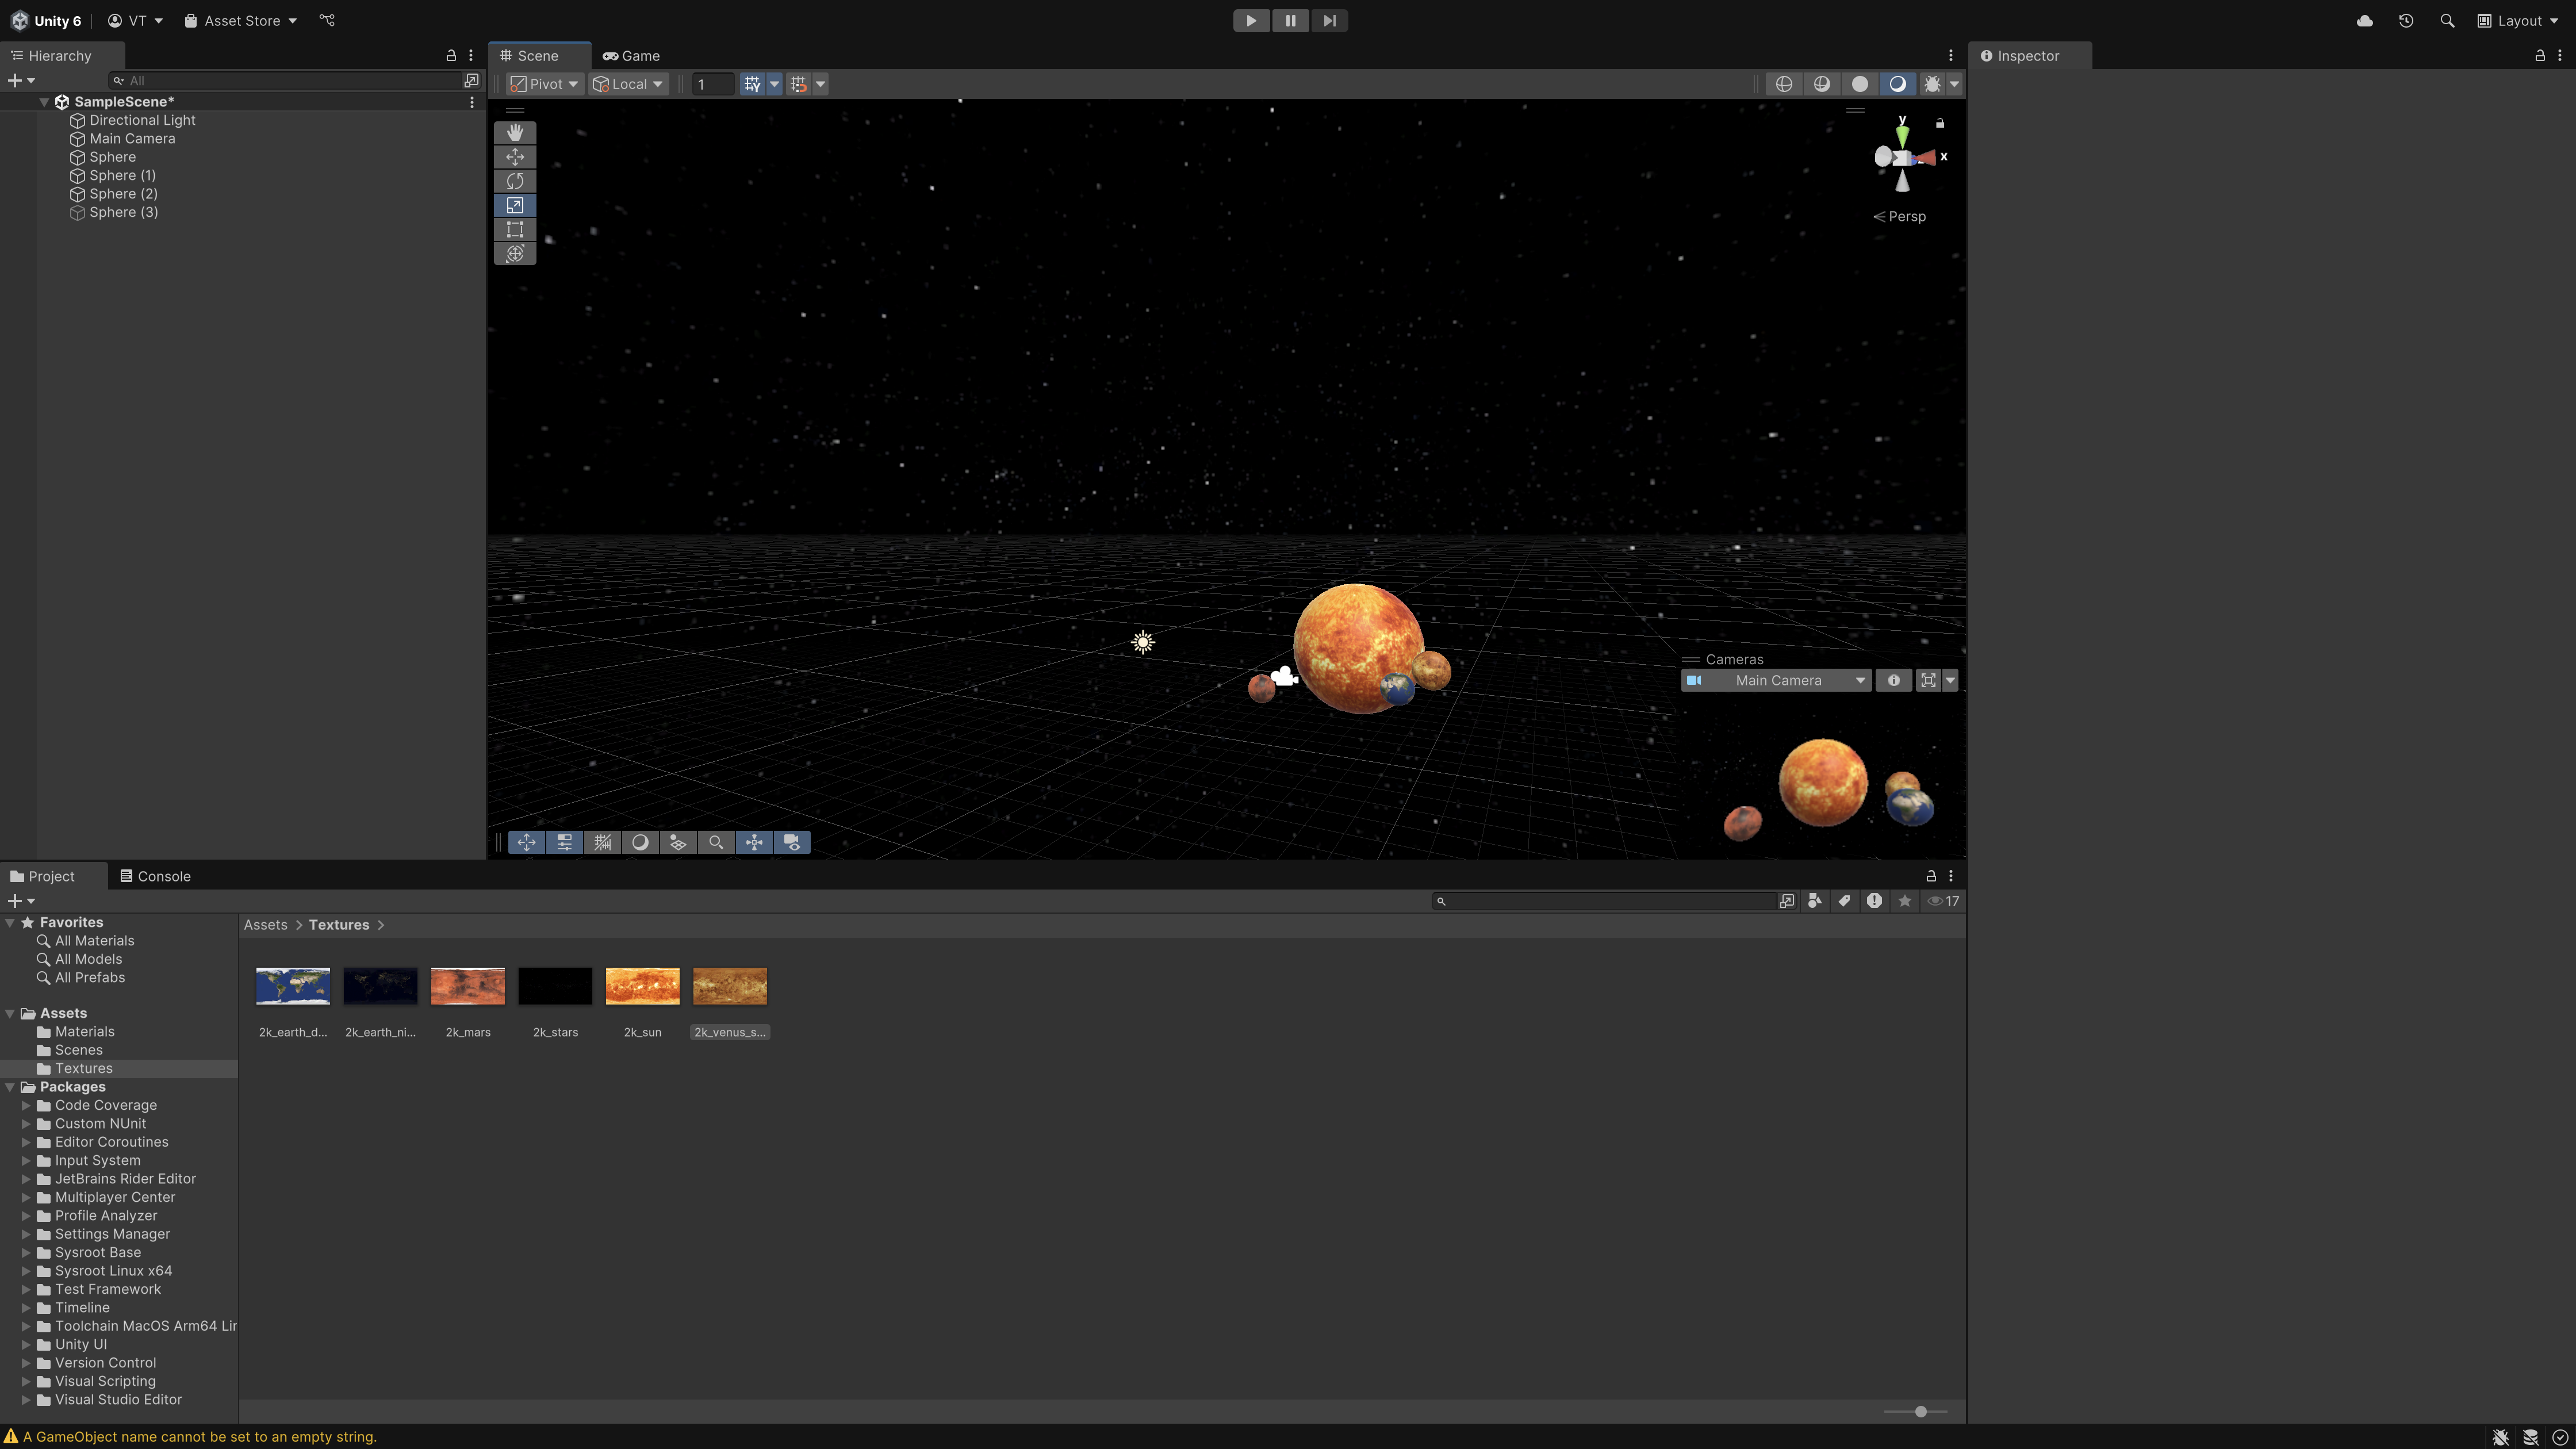 Unity 6
VT
Asset Store
Layout
Hierarchy
All
SampleScene*
Directional Light
Main Camera
Sphere
Sphere (1)
Sphere (2)
Sphere (3)
Scene
Game
Pivot
Local
1
y
x
Persp
Cameras
Main Camera
Inspector
Project
Console
17
Favorites
All Materials
All Models
All Prefabs
Assets
Materials
Scenes
Textures
Packages
Code Coverage
Custom NUnit
Editor Coroutines
Input System
JetBrains Rider Editor
Multiplayer Center
Profile Analyzer
Settings Manager
Sysroot Base
Sysroot Linux x64
Test Framework
Timeline
Toolchain MacOS Arm64 Lin
Unity UI
Version Control
Visual Scripting
Visual Studio Editor
Assets > Textures >
2k_earth_d...
2k_earth_ni...
2k_mars
2k_stars
2k_sun
2k_venus_s...
A GameObject name cannot be set to an empty string.